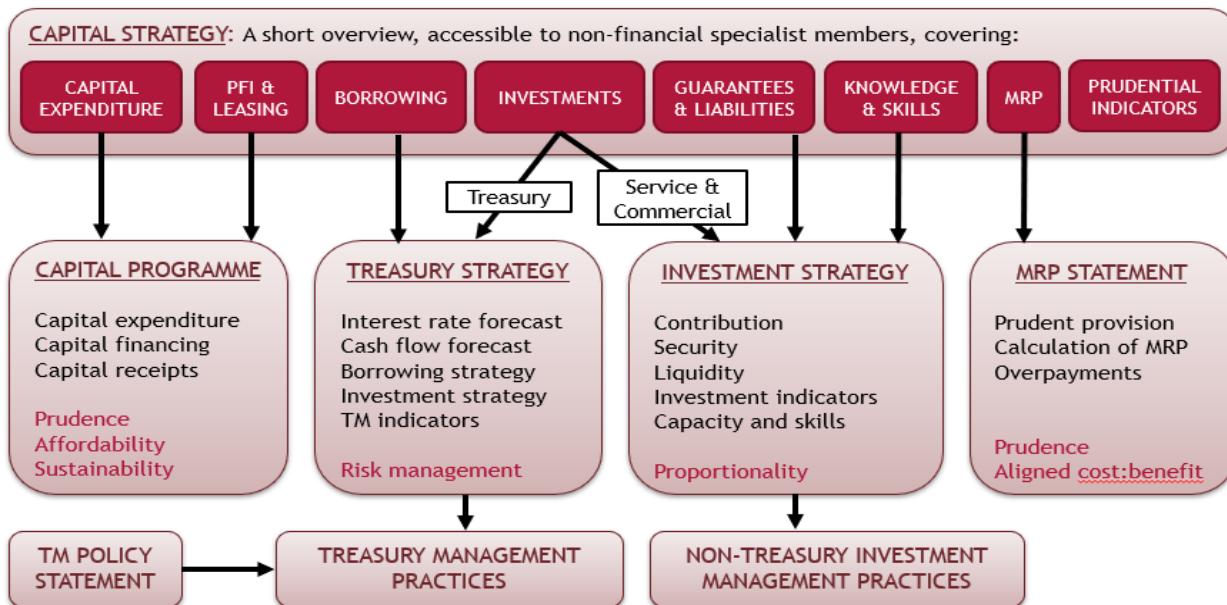 CAPITAL STRATEGY: A short overview, accessible to non-financial specialist members, covering:
CAPITAL
EXPENDITURE
PFI &
LEASING
BORROWING
INVESTMENTS
GUARANTEES
& LIABILITIES
KNOWLEDGE
& SKILLS
MRP
PRUDENTIAL
INDICATORS
Treasury
Service &
Commercial
CAPITAL PROGRAMME
Capital expenditure
Capital financing
Capital receipts
Prudence
Affordability
Sustainability
TREASURY STRATEGY
Interest rate forecast
Cash flow forecast
Borrowing strategy
Investment strategy
TM indicators
Risk management
INVESTMENT STRATEGY
Contribution
Security
Liquidity
Investment indicators
Capacity and skills
Proportionality
MRP STATEMENT
Prudent provision
Calculation of MRP
Overpayments
Prudence
Aligned cost:benefit
TM POLICY
STATEMENT
TREASURY MANAGEMENT
PRACTICES
NON-TREASURY INVESTMENT
MANAGEMENT PRACTICES